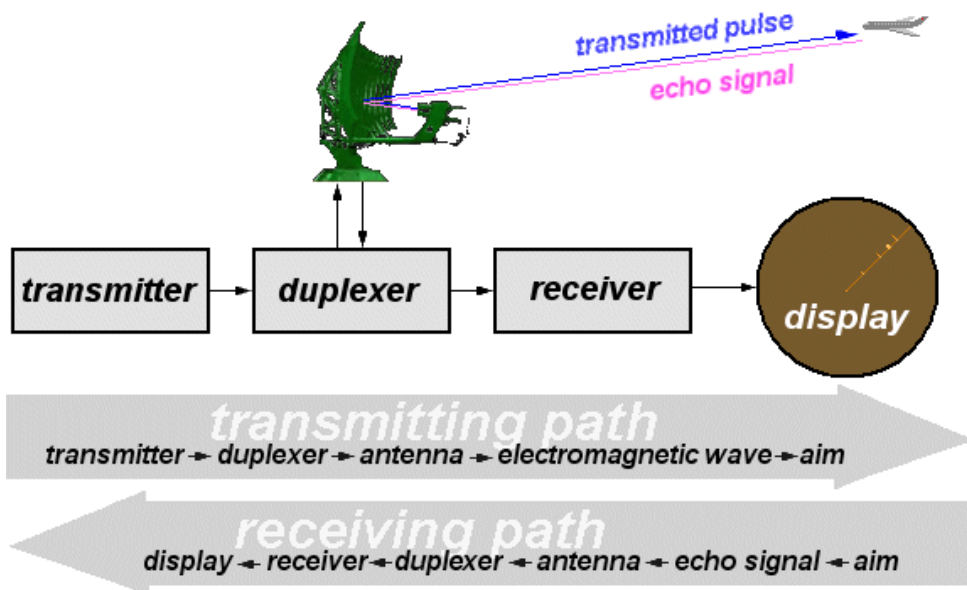 transmitted pulse
echo signal
transmitter
duplexer
receiver
display
transmitting path
transmitter → duplexer → antenna → electromagnetic wave → aim
receiving path
display ← receiver ← duplexer ← antenna ← echo signal ← aim